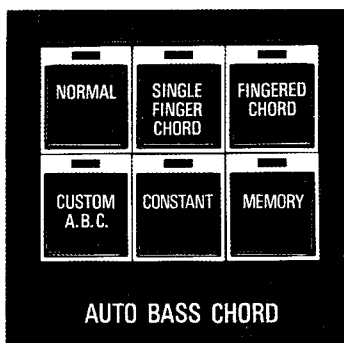 NORMAL
SINGLE
FINGER
CHORD
FINGERED
CHORD
CUSTOM
A.B.C.
CONSTANT
MEMORY
AUTO BASS CHORD